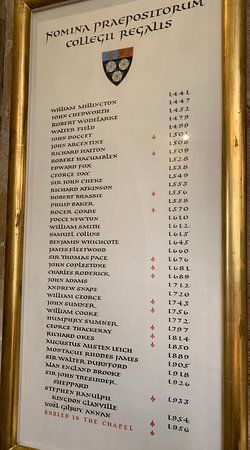 NOMINA PRAEPOSITORUM
COLLEGII REGALIS
WILLIAM MILLINGTON 1441
JOHN CHEDWORTH 1447
ROBERT WODELARKE 1452
WALTER FIELD 1479
JOHN DOGGET 1499
JOHN ARGENTINE 1501
RICHARD HATTON 1508
ROBERT HACUMBLEN 1509
EDWARD FOX 1528
GEORGE DAY 1538
SIR JOHN CHEKE 1549
RICHARD ATKINSON 1553
ROBERT BRASSIE 1556
PHILIP BAKER 1558
ROGER GOADE 1570
FOGGE NEWTON 1610
WILLIAM SMITH 1612
SAMUEL COLLINS 1615
BENJAMIN WHICHCOTE 1645
JAMES FLEETWOOD 1660
SIR THOMAS PAGE 1676
JOHN COPLESTONE 1681
CHARLES RODERICK 1689
JOHN ADAMS 1712
ANDREW SNAPE 1720
WILLIAM GEORGE 1743
JOHN SUMNER 1756
WILLIAM COOKE 1772
HUMPHRY SUMNER 1797
GEORGE THACKERAY 1814
RICHARD OKES 1850
AUGUSTUS AUSTEN LEIGH 1889
MONTAGUE RHODES JAMES 1905
SIR WALTER DURNFORD 1918
ALAN ENGLAND BROOKE 1926
SIR JOHN TRESIDDER
SHEPPARD 1933
STEPHEN RANULPH
KINGDON GLANVILLE 1954
NOEL GILROY ANNAN 1956
BURIED IN THE CHAPEL